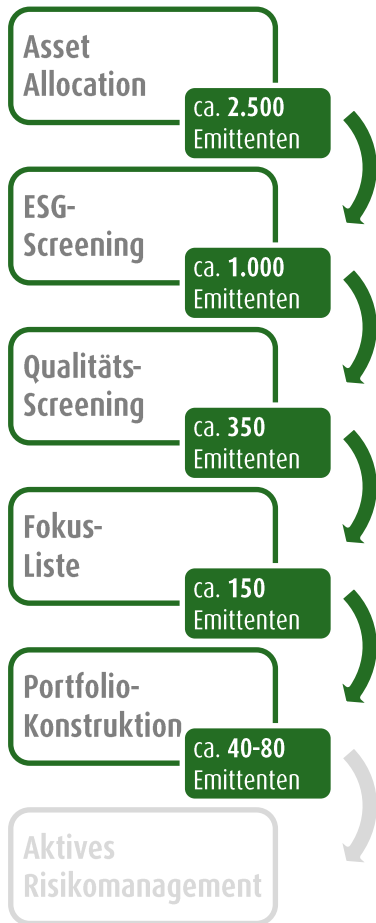 Asset
Allocation
ca. 2.500
Emittenten
ESG-
Screening
ca. 1.000
Emittenten
Qualitäts-
Screening
ca. 350
Emittenten
Fokus-
Liste
ca. 150
Emittenten
Portfolio-
Konstruktion
ca. 40-80
Emittenten
Aktives
Risikomanagement